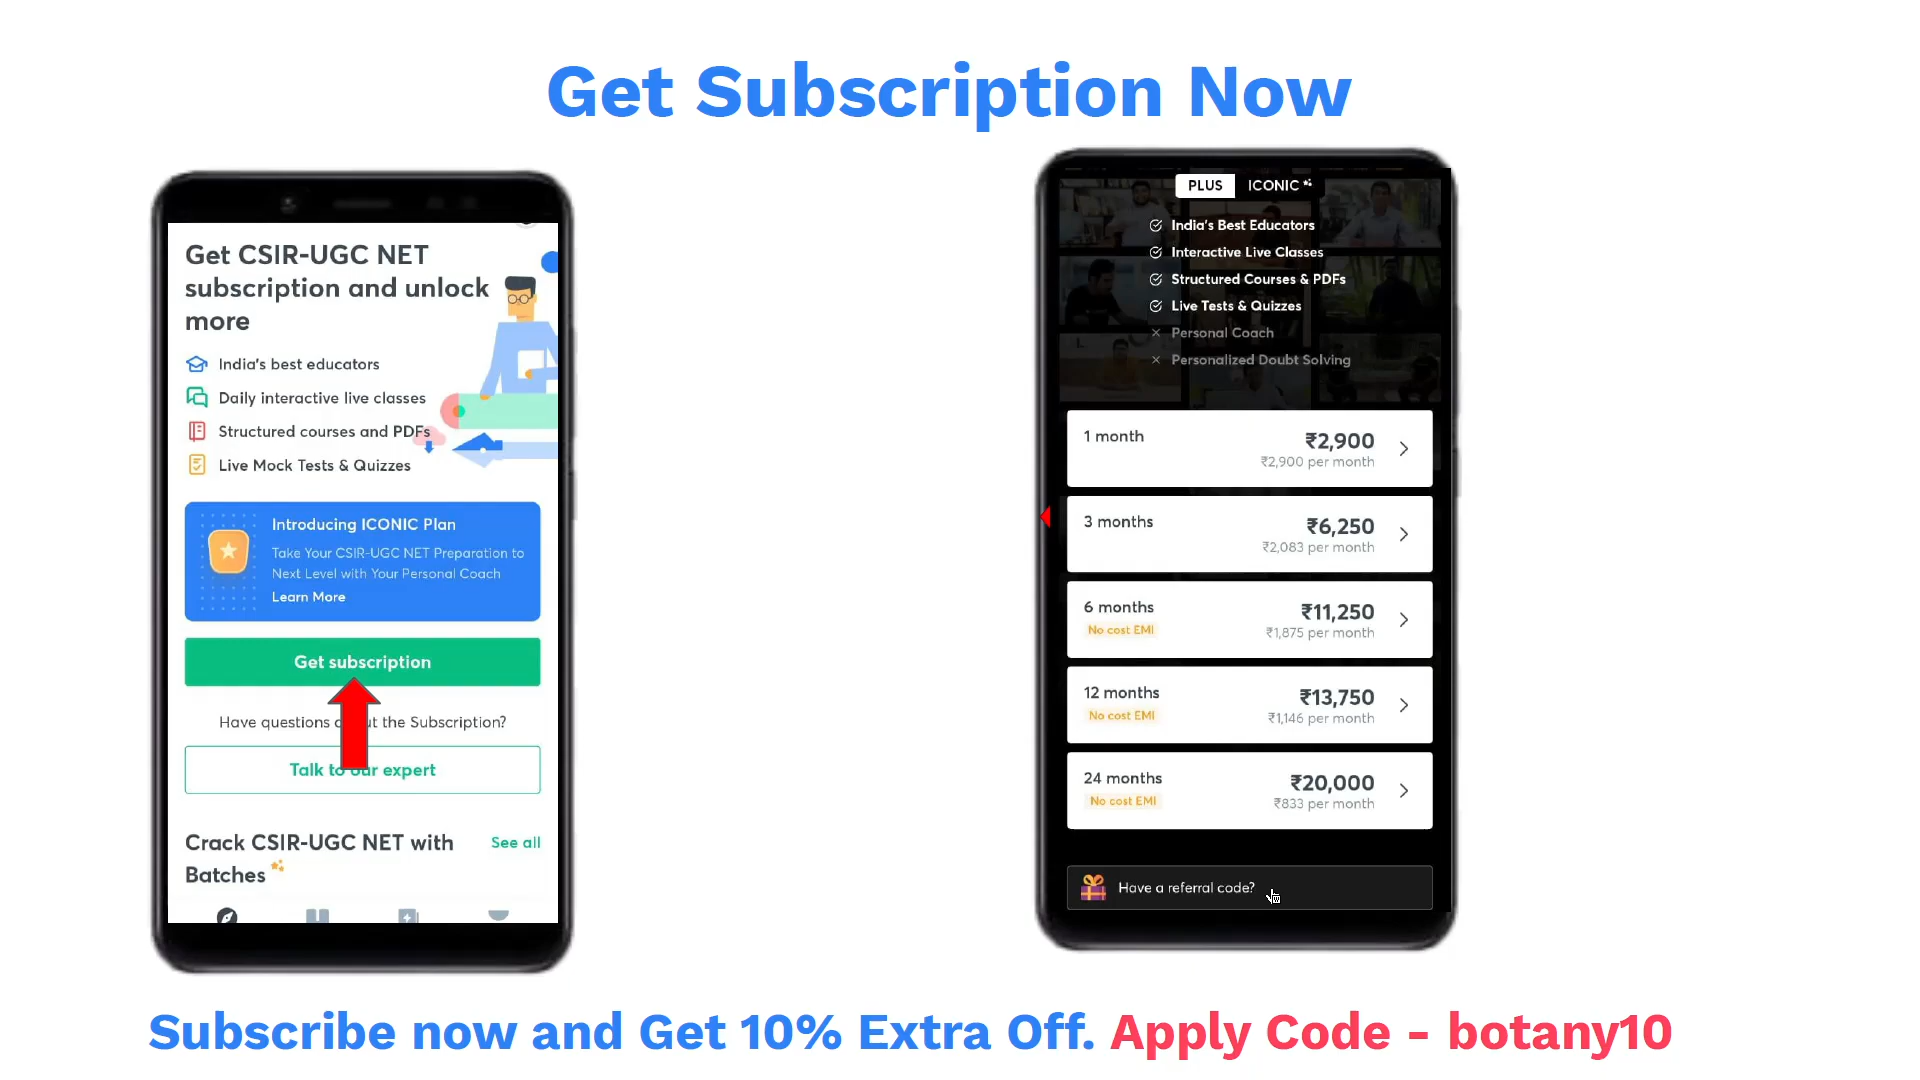 Get Subscription Now
Get CSIR-UGC NET
subscription and unlock
more
India's best educators
Daily interactive live classes
Structured courses and PDFs
Live Mock Tests & Quizzes
Introducing ICONIC Plan
Take Your CSIR-UGC NET Preparation to
Next Level with Your Personal Coach
Learn More
Get subscription
Have questions the Subscription?
Talk to our expert
Crack CSIR-UGC NET with
See all
Batches
PLUS ICONIC
India's Best Educators
Interactive Live Classes
Structured Courses & PDFs
Live Tests & Quizzes
Personal Coach
Personalized Doubt Solving
1 month
₹2,900
₹2,900 per month
3 months
₹6,250
₹2,083 per month
6 months
₹11,250
No cost EMI
₹1,875 per month
12 months
₹13,750
No cost EMI
₹1,146 per month
24 months
₹20,000
No cost EMI
₹833 per month
Have a referral code?
Subscribe now and Get 10% Extra Off. Apply Code - botany10